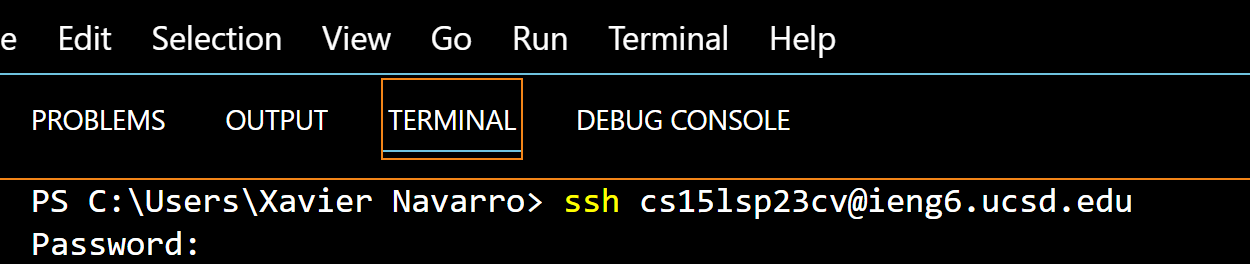 e Edit Selection View Go Run Terminal Help
PROBLEMS OUTPUT TERMINAL DEBUG CONSOLE
PS C:\Users\Xavier Navarro> ssh cs15lsp23cv@ieng6.ucsd.edu
Password: